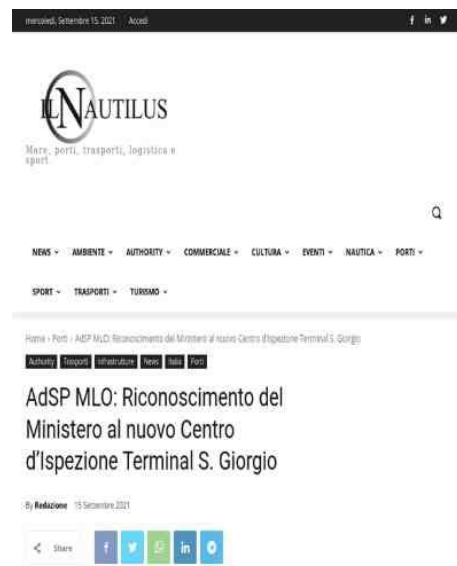 mercoledì, Settembre 15, 2021 Accedi
IL NAUTILUS
Mare, porti, trasporti, logistica e
sport
NEWS AMBIENTE AUTHORITY COMMERCIALE CULTURA EVENTI NAUTICA PORTI
SPORT TRASPORTI TURISMO
Home › Porti › AdSP MLO: Riconoscimento del Ministero al nuovo Centro d'Ispezione Terminal S. Giorgio
Authority Trasporti Infrastrutture News Italia Porti
AdSP MLO: Riconoscimento del
Ministero al nuovo Centro
d'Ispezione Terminal S. Giorgio
By Redazione 15 Settembre 2021
Share